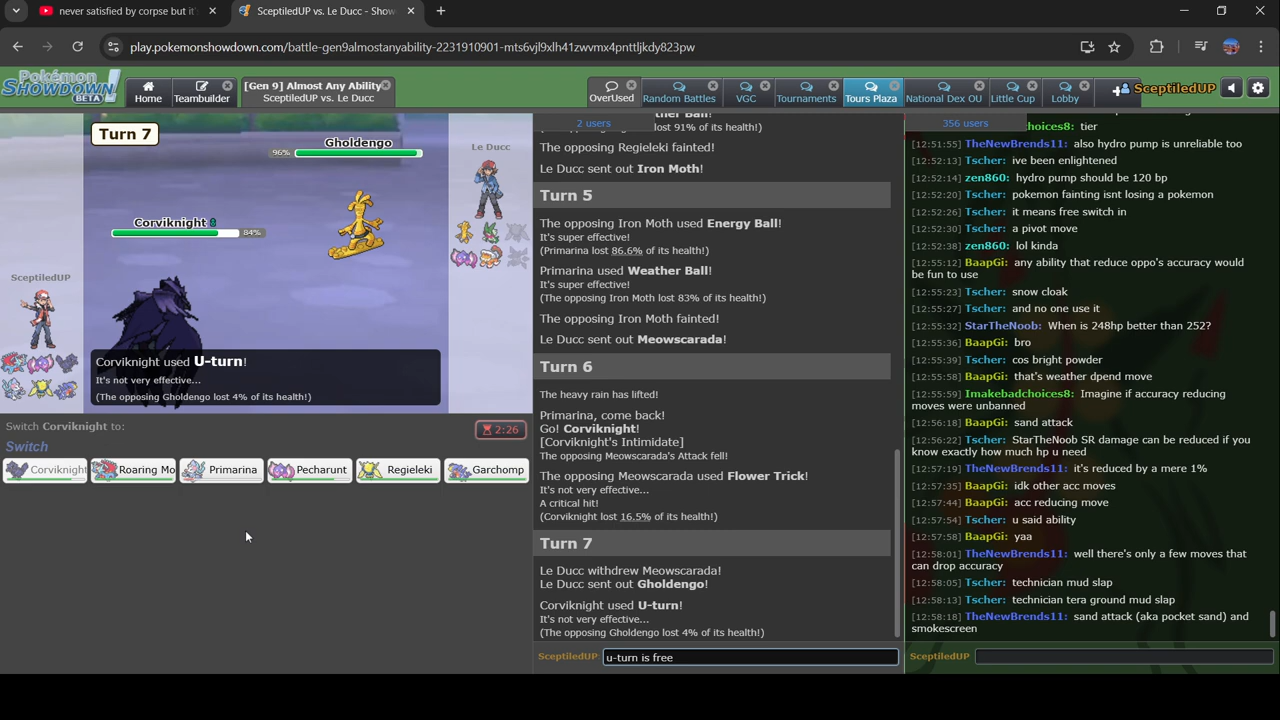 never satisfied by corpse but it'
SceptiledUP vs. Le Ducc - Show
play.pokemonshowdown.com/battle-gen9almostanyability-2231910901-mts6vjl9xlh41zwvmx4pnttljkdy823pw
Pokémon
SHOWDOWN!
BETA
Home
Teambuilder
[Gen 9] Almost Any Ability
SceptiledUP vs. Le Ducc
OverUsed
Random Battles
VGC
Tournaments
Tours Plaza
National Dex OU
Little Cup
Lobby
SceptiledUP
Turn 7
Gholdengo
96%
Corviknight
84%
Le Ducc
SceptiledUP
Corviknight used U-turn!
It's not very effective...
(The opposing Gholdengo lost 4% of its health!)
Switch Corviknight to:
2:26
Switch
Corviknight
Roaring Mo
Primarina
Pecharunt
Regieleki
Garchomp
2 users
ther Ball!
lost 91% of its health!)
The opposing Regieleki fainted!
Le Ducc sent out Iron Moth!
Turn 5
The opposing Iron Moth used Energy Ball!
It's super effective!
(Primarina lost 86.6% of its health!)
Primarina used Weather Ball!
It's super effective!
(The opposing Iron Moth lost 83% of its health!)
The opposing Iron Moth fainted!
Le Ducc sent out Meowscarada!
Turn 6
The heavy rain has lifted!
Primarina, come back!
Go! Corviknight!
[Corviknight's Intimidate]
The opposing Meowscarada's Attack fell!
The opposing Meowscarada used Flower Trick!
It's not very effective...
A critical hit!
(Corviknight lost 16.5% of its health!)
Turn 7
Le Ducc withdrew Meowscarada!
Le Ducc sent out Gholdengo!
Corviknight used U-turn!
It's not very effective...
(The opposing Gholdengo lost 4% of its health!)
SceptiledUP: u-turn is free
356 users
hoices8: tier
[12:51:55] TheNewBrends11: also hydro pump is unreliable too
[12:52:13] Tscher: ive been enlightened
[12:52:14] zen860: hydro pump should be 120 bp
[12:52:20] Tscher: pokemon fainting isnt losing a pokemon
[12:52:26] Tscher: it means free switch in
[12:52:30] Tscher: a pivot move
[12:52:38] zen860: lol kinda
[12:55:12] BaapGi: any ability that reduce oppo's accuracy would
be fun to use
[12:55:23] Tscher: snow cloak
[12:55:27] Tscher: and no one use it
[12:55:32] StarTheNoob: When is 248hp better than 252?
[12:55:36] BaapGi: bro
[12:55:39] Tscher: cos bright powder
[12:55:58] BaapGi: that's weather dpend move
[12:55:59] Imakebadchoices8: Imagine if accuracy reducing
moves were unbanned
[12:56:18] BaapGi: sand attack
[12:56:22] Tscher: StarTheNoob SR damage can be reduced if you
know exactly how much hp u need
[12:57:19] TheNewBrends11: it's reduced by a mere 1%
[12:57:35] BaapGi: idk other acc moves
[12:57:44] BaapGi: acc reducing move
[12:57:54] Tscher: u said ability
[12:57:58] BaapGi: yaa
[12:58:01] TheNewBrends11: well there's only a few moves that
can drop accuracy
[12:58:05] Tscher: technician mud slap
[12:58:13] Tscher: technician tera ground mud slap
[12:58:18] TheNewBrends11: sand attack (aka pocket sand) and
smokescreen
SceptiledUP